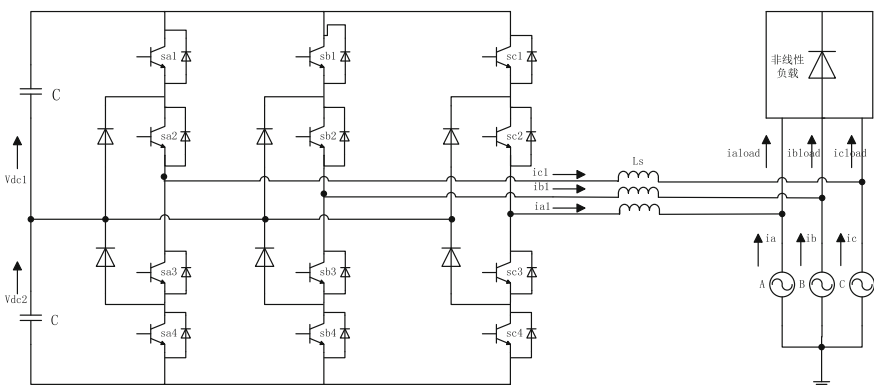 sa1
sb1
sc1
非线性
负载
C
sa2
sb2
sc2
iaload
ibload
icload
Vdc1
ic1
Ls
ib1
ia1
ia
ib
ic
sa3
sb3
sc3
A
B
C
Vdc2
C
sa4
sb4
sc4